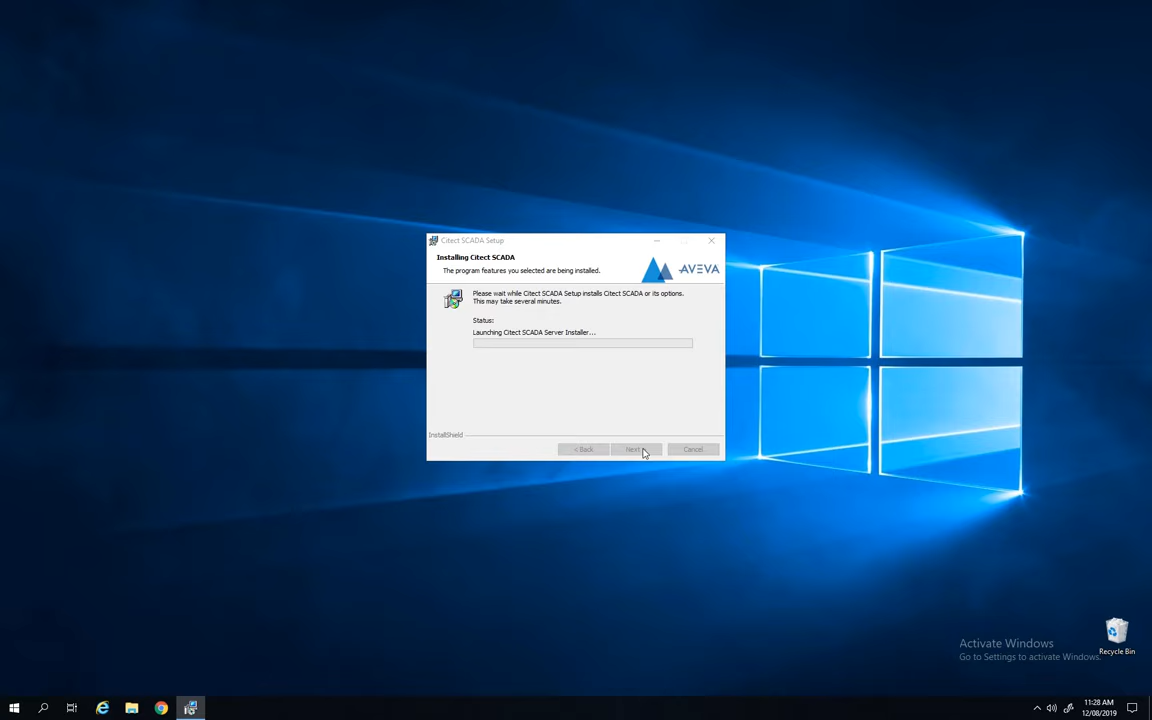 Citect SCADA Setup
Installing Citect SCADA
The program features you selected are being installed.
AVEVA
Please wait while Citect SCADA Setup installs Citect SCADA or its options.
This may take several minutes.
Status:
Launching Citect SCADA Server Installer...
InstallShield
< Back
Next
Cancel
Recycle Bin
Activate Windows
Go to Settings to activate Windows.
11:28 AM
12/08/2019